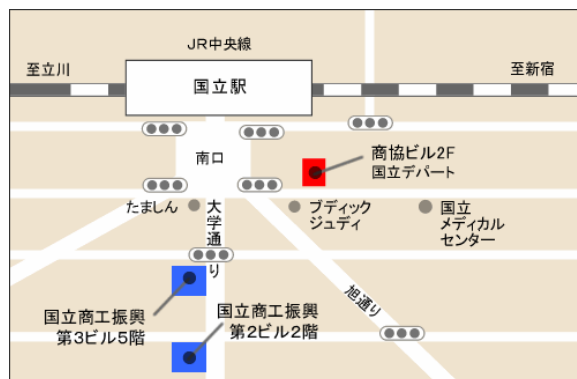 JR中央線
至立川
至新宿
国立駅
南口
商協ビル2F
国立デパート
たましん
大学通り
ブディック
ジュディ
国立
メディカル
センター
国立商工振興
第3ビル5階
国立商工振興
第2ビル2階
旭通り